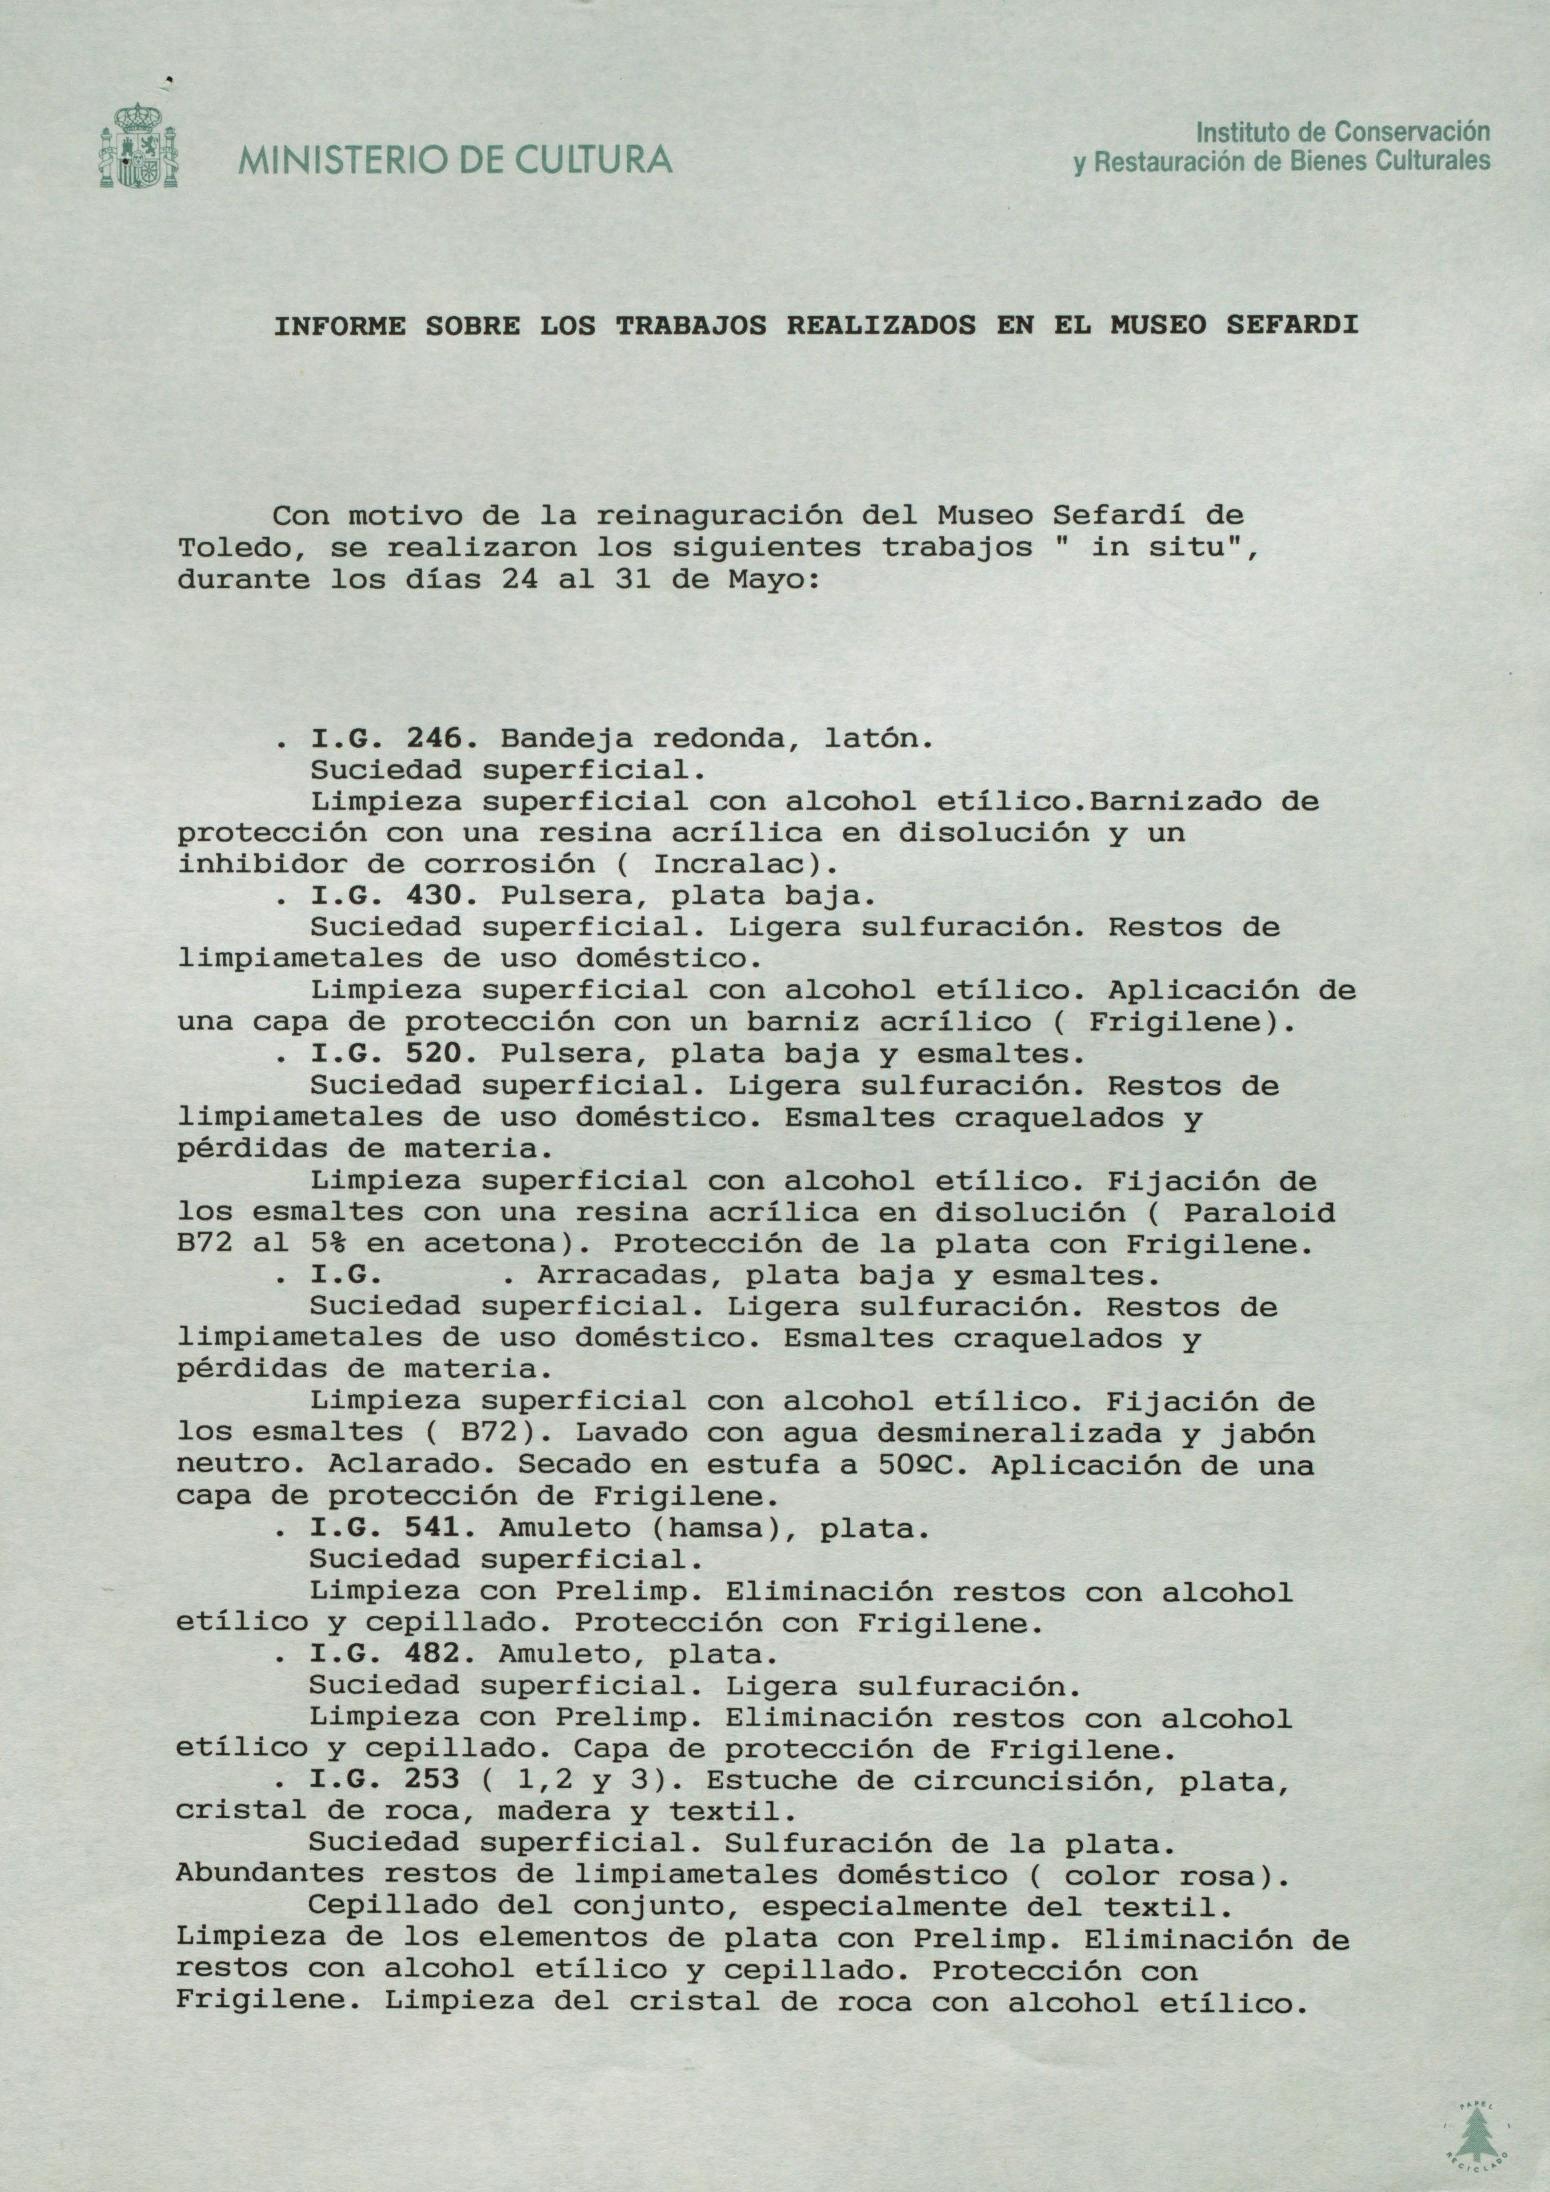 MINISTERIO DE CULTURA
Instituto de Conservación
y Restauración de Bienes Culturales
INFORME SOBRE LOS TRABAJOS REALIZADOS EN EL MUSEO SEFARDI
Con motivo de la reinaguración del Museo Sefardí de
Toledo, se realizaron los siguientes trabajos " in situ",
durante los días 24 al 31 de Mayo:
. I.G. 246. Bandeja redonda, latón.
Suciedad superficial.
Limpieza superficial con alcohol etílico.Barnizado de
protección con una resina acrílica en disolución y un
inhibidor de corrosión ( Incralac).
. I.G. 430. Pulsera, plata baja.
Suciedad superficial. Ligera sulfuración. Restos de
limpiametales de uso doméstico.
Limpieza superficial con alcohol etílico. Aplicación de
una capa de protección con un barniz acrílico ( Frigilene).
. I.G. 520. Pulsera, plata baja y esmaltes.
Suciedad superficial. Ligera sulfuración. Restos de
limpiametales de uso doméstico. Esmaltes craquelados y
pérdidas de materia.
Limpieza superficial con alcohol etílico. Fijación de
los esmaltes con una resina acrílica en disolución ( Paraloid
B72 al 5% en acetona). Protección de la plata con Frigilene.
. I.G. . Arracadas, plata baja y esmaltes.
Suciedad superficial. Ligera sulfuración. Restos de
limpiametales de uso doméstico. Esmaltes craquelados y
pérdidas de materia.
Limpieza superficial con alcohol etílico. Fijación de
los esmaltes ( B72). Lavado con agua desmineralizada y jabón
neutro. Aclarado. Secado en estufa a 50ºC. Aplicación de una
capa de protección de Frigilene.
. I.G. 541. Amuleto (hamsa), plata.
Suciedad superficial.
Limpieza con Prelimp. Eliminación restos con alcohol
etílico y cepillado. Protección con Frigilene.
. I.G. 482. Amuleto, plata.
Suciedad superficial. Ligera sulfuración.
Limpieza con Prelimp. Eliminación restos con alcohol
etílico y cepillado. Capa de protección de Frigilene.
. I.G. 253 ( 1,2 y 3). Estuche de circuncisión, plata,
cristal de roca, madera y textil.
Suciedad superficial. Sulfuración de la plata.
Abundantes restos de limpiametales doméstico ( color rosa).
Cepillado del conjunto, especialmente del textil.
Limpieza de los elementos de plata con Prelimp. Eliminación de
restos con alcohol etílico y cepillado. Protección con
Frigilene. Limpieza del cristal de roca con alcohol etílico.
PAPEL
RECICLADO